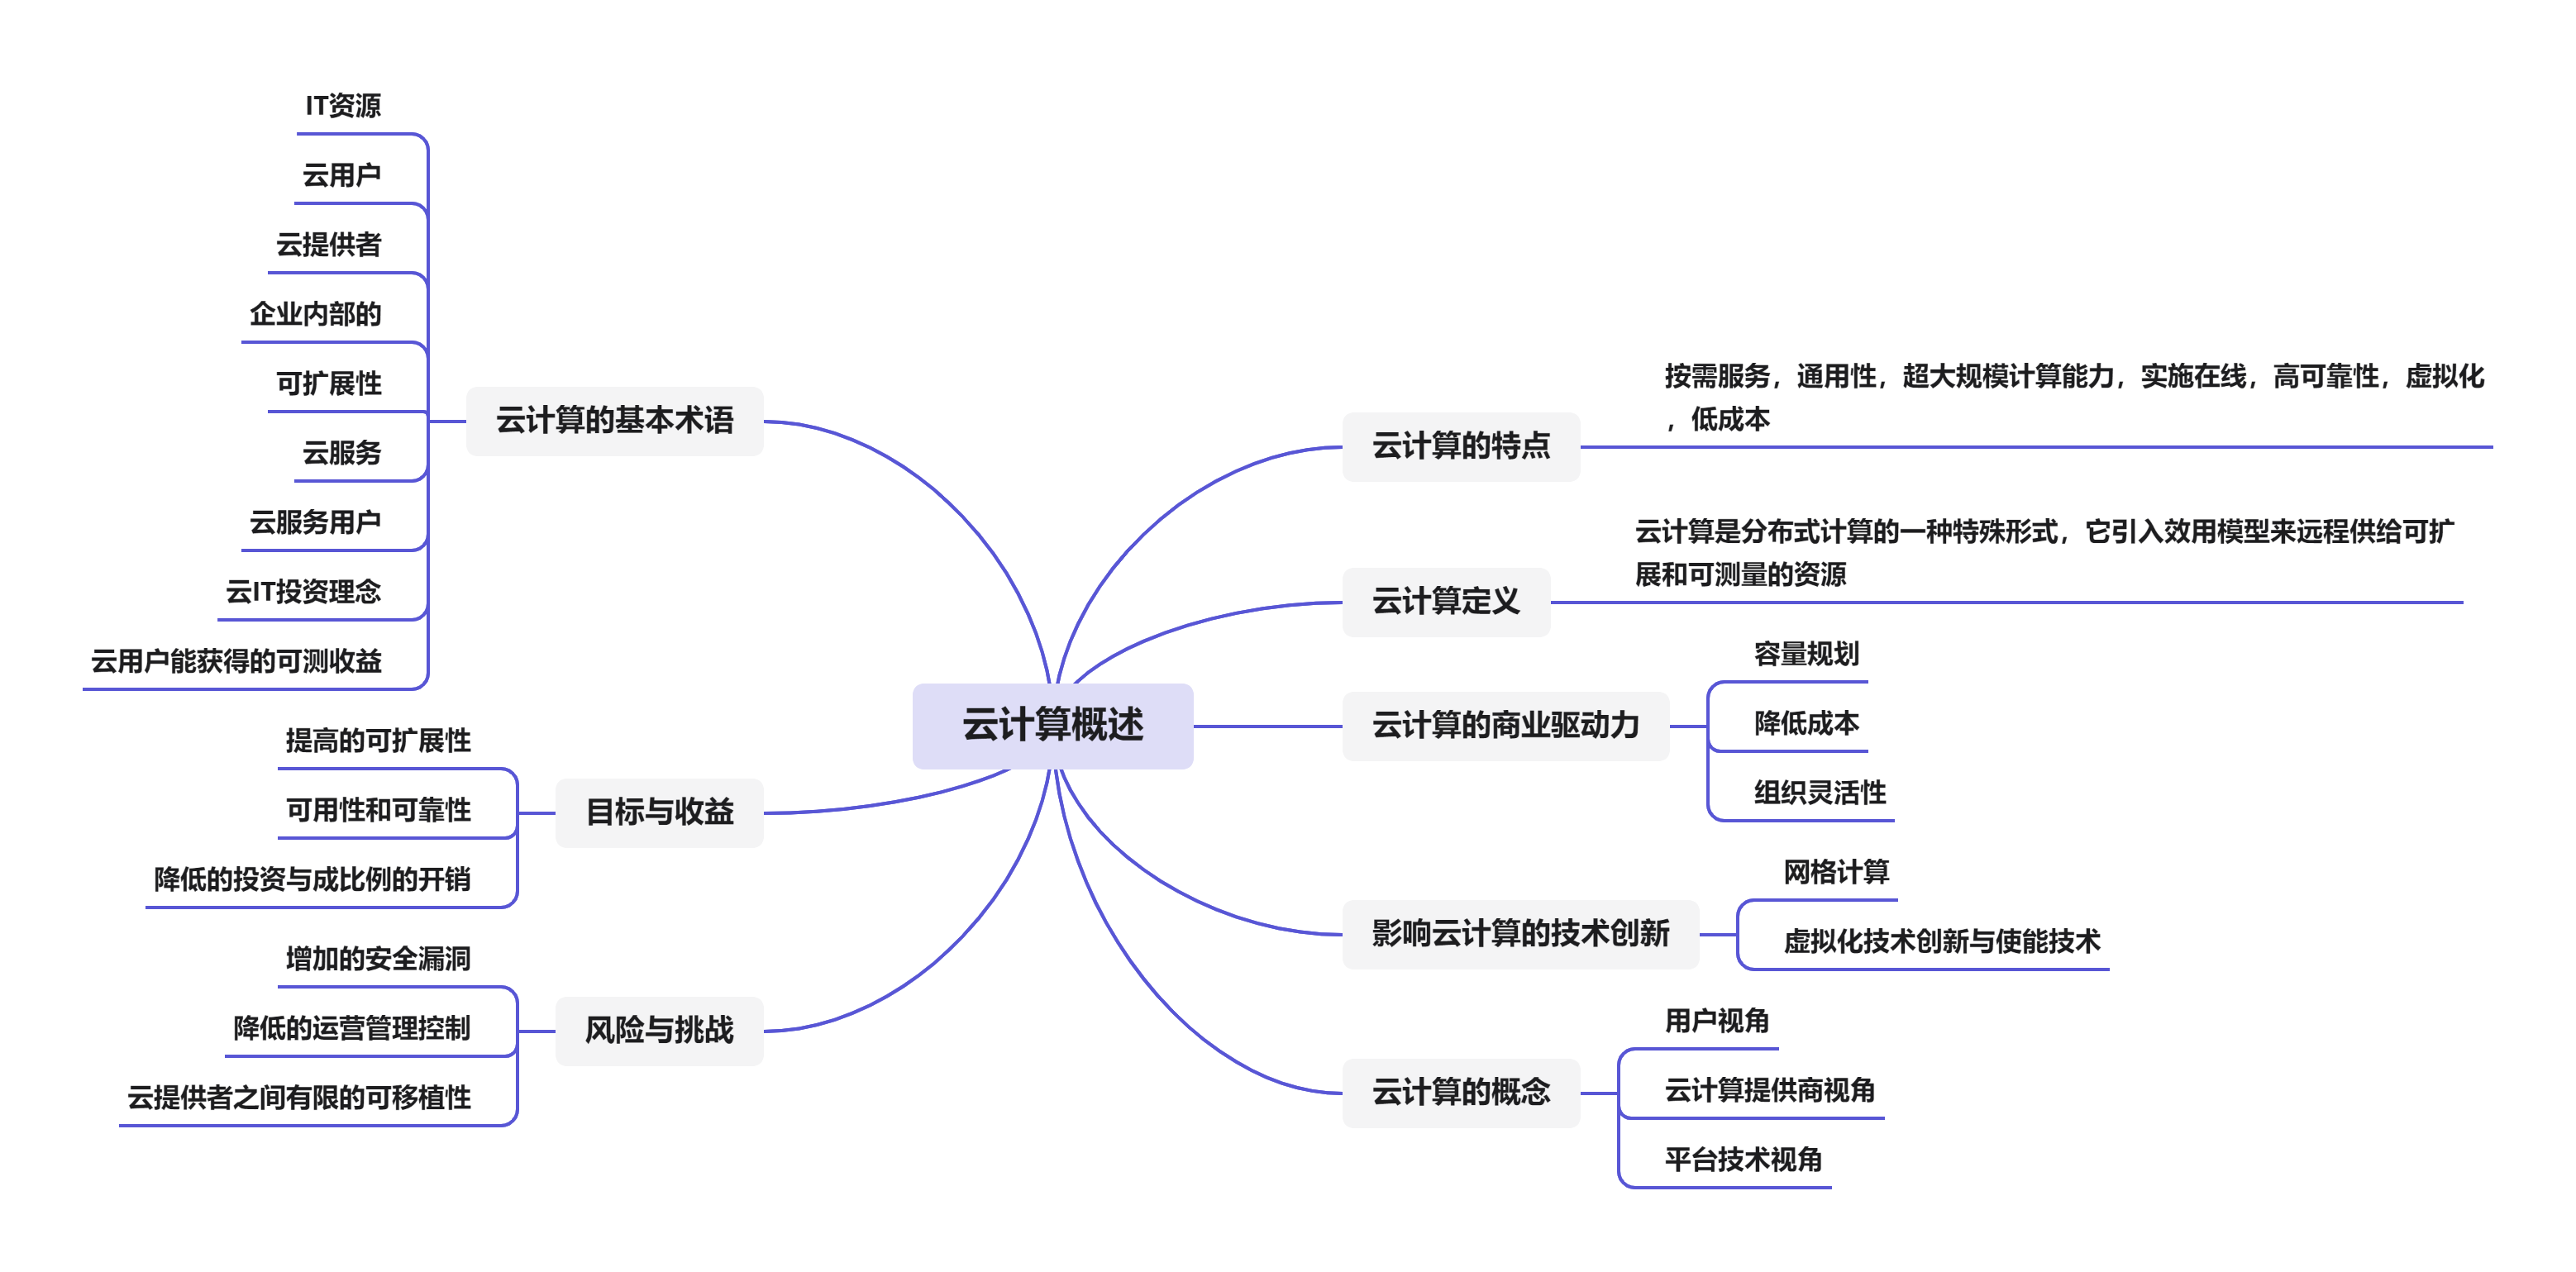 云计算概述
云计算的特点
按需服务，通用性，超大规模计算能力，实施在线，高可靠性，虚拟化
，低成本
云计算定义
云计算是分布式计算的一种特殊形式，它引入效用模型来远程供给可扩
展和可测量的资源
云计算的商业驱动力
容量规划
降低成本
组织灵活性
影响云计算的技术创新
网格计算
虚拟化技术创新与使能技术
云计算的概念
用户视角
云计算提供商视角
平台技术视角
云计算的基本术语
IT资源
云用户
云提供者
企业内部的
可扩展性
云服务
云服务用户
云IT投资理念
云用户能获得的可测收益
目标与收益
提高的可扩展性
可用性和可靠性
降低的投资与成比例的开销
风险与挑战
增加的安全漏洞
降低的运营管理控制
云提供者之间有限的可移植性